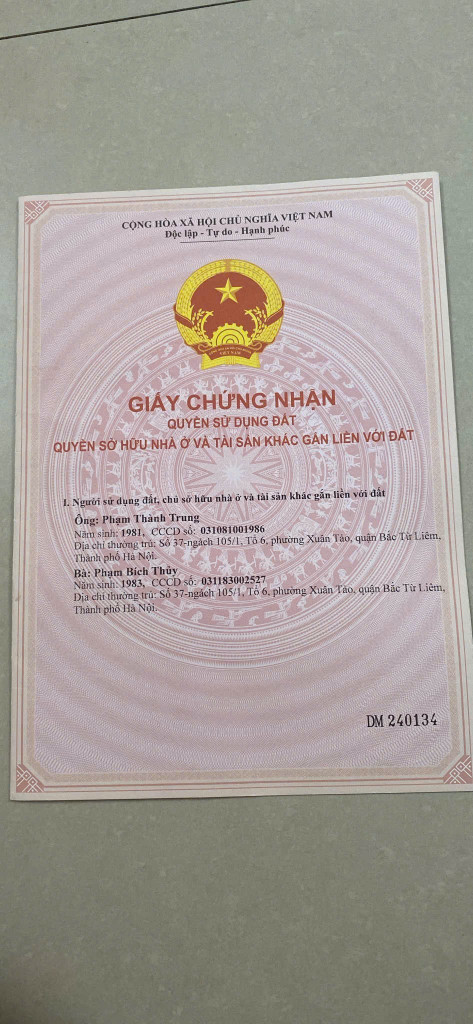 CỘNG HÒA XÃ HỘI CHỦ NGHĨA VIỆT NAM
Độc lập - Tự do - Hạnh phúc
VIỆT NAM
GIẤY CHỨNG NHẬN
QUYỀN SỬ DỤNG ĐẤT
QUYỀN SỞ HỮU NHÀ Ở VÀ TÀI SẢN KHÁC GẮN LIỀN VỚI ĐẤT
I. Người sử dụng đất, chủ sở hữu nhà ở và tài sản khác gắn liền với đất
Ông: Phạm Thành Trung
Năm sinh: 1981, CCCD số: 031081001986
Địa chỉ thường trú: Số 37-ngách 105/1, Tổ 6, phường Xuân Tảo, quận Bắc Từ Liêm,
Thành phố Hà Nội.
Bà: Phạm Bích Thủy
Năm sinh: 1983, CCCD số: 031183002527
Địa chỉ thường trú: Số 37-ngách 105/1, Tổ 6, phường Xuân Tảo, quận Bắc Từ Liêm,
Thành phố Hà Nội.
DM 240134